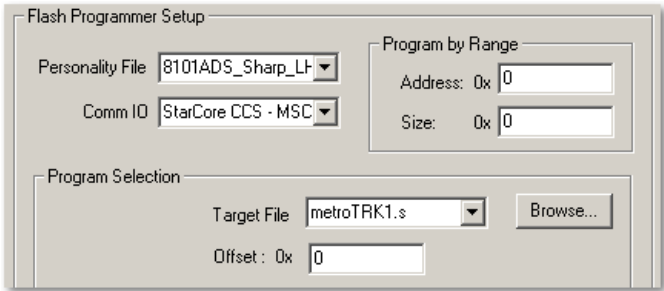 Flash Programmer Setup
Personality File 8101ADS_Sharp_LH
Comm IO StarCore CCS - MSC
Program by Range
Address: 0x 0
Size: 0x 0
Program Selection
Target File metroTRK1.s Browse...
Offset : 0x 0